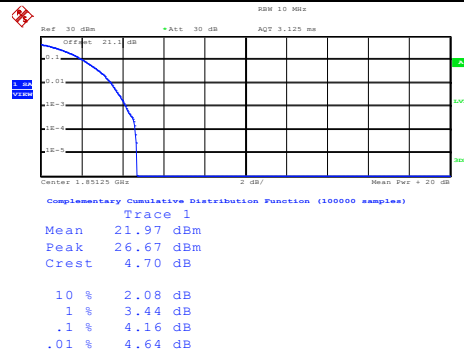 RBW 10 MHz
Ref 30 dBm *Att 30 dB AQT 3.125 ms
Offset 21.1 dB
0.1
0.01
1E-3
1E-4
1E-5
1 SA
VIEW
A
LVL
3DB
Center 1.85125 GHz 2 dB/ Mean Pwr + 20 dB
Complementary Cumulative Distribution Function (100000 samples)
Trace 1
Mean 21.97 dBm
Peak 26.67 dBm
Crest 4.70 dB
10 % 2.08 dB
1 % 3.44 dB
.1 % 4.16 dB
.01 % 4.64 dB